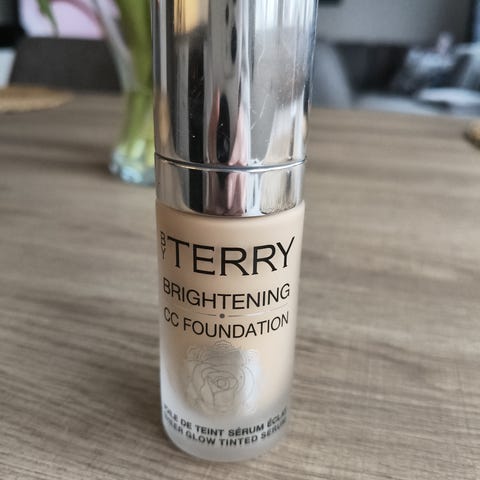 BY TERRY
BRIGHTENING
CC FOUNDATION
DE TEINT SÉRUM ÉCLAT
GLOW TINTED SERUM